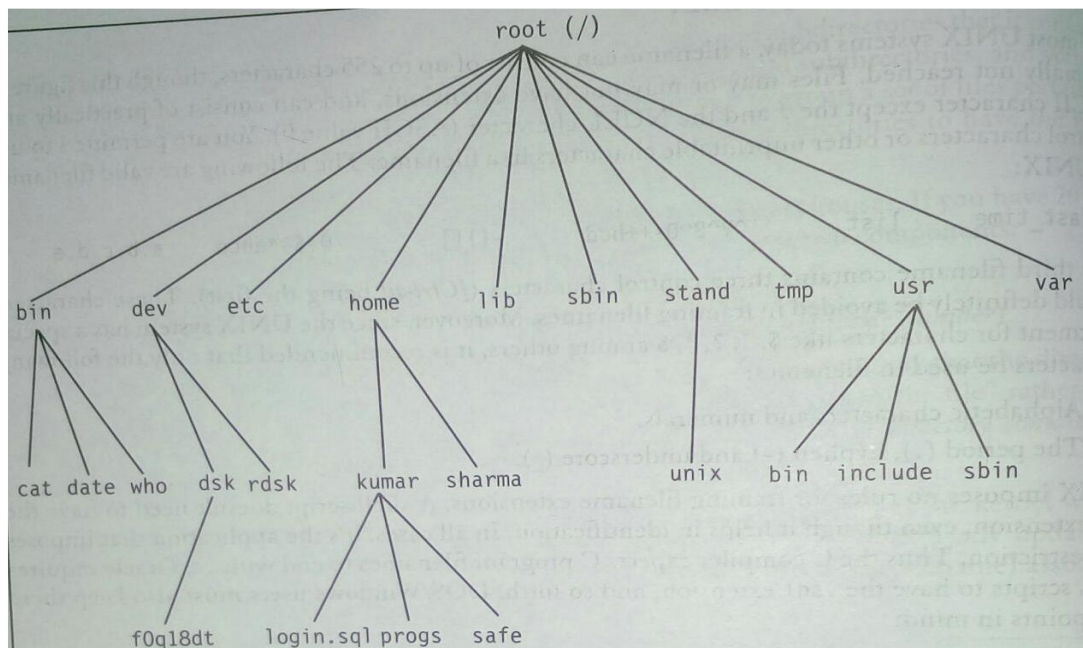 root (/)
bin dev etc home lib sbin stand tmp usr var
cat date who dsk rdsk kumar sharma unix bin include sbin
f0q18dt login.sql progs safe